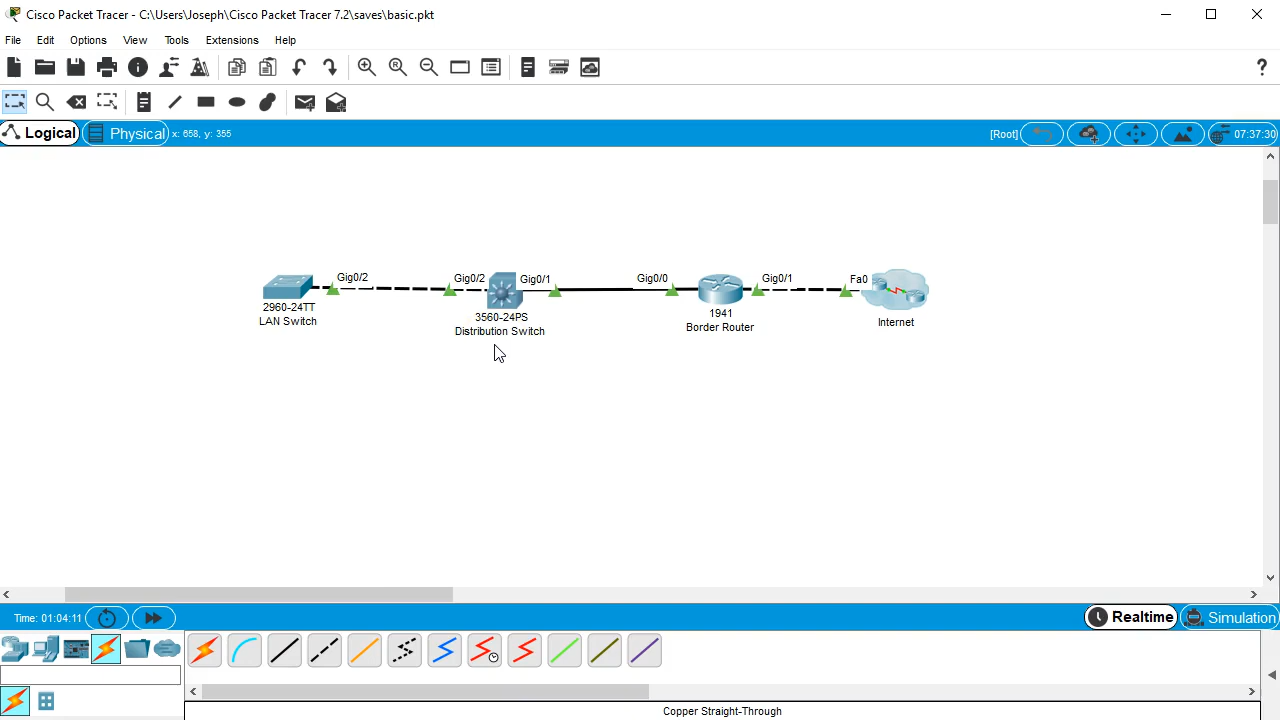 Cisco Packet Tracer - C:\Users\Joseph\Cisco Packet Tracer 7.2\saves\basic.pkt
File Edit Options View Tools Extensions Help
?
Logical Physical x: 658, y: 355 [Root] 07:37:30
Gig0/2 Gig0/2 Gig0/1 Gig0/0 Gig0/1 Fa0
2960-24TT
LAN Switch
3560-24PS
Distribution Switch
1941
Border Router
Internet
Time: 01:04:11 Realtime Simulation
Copper Straight-Through